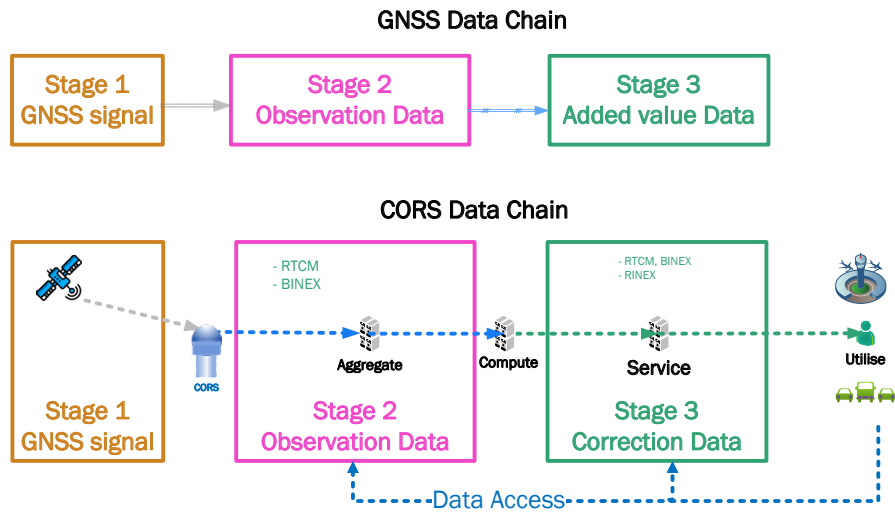 GNSS Data Chain
Stage 1
GNSS signal
Stage 2
Observation Data
Stage 3
Added value Data
CORS Data Chain
- RTCM
- BINEX
- RTCM, BINEX
- RINEX
CORS
Aggregate
Compute
Service
Utilise
Stage 1
GNSS signal
Stage 2
Observation Data
Stage 3
Correction Data
Data Access